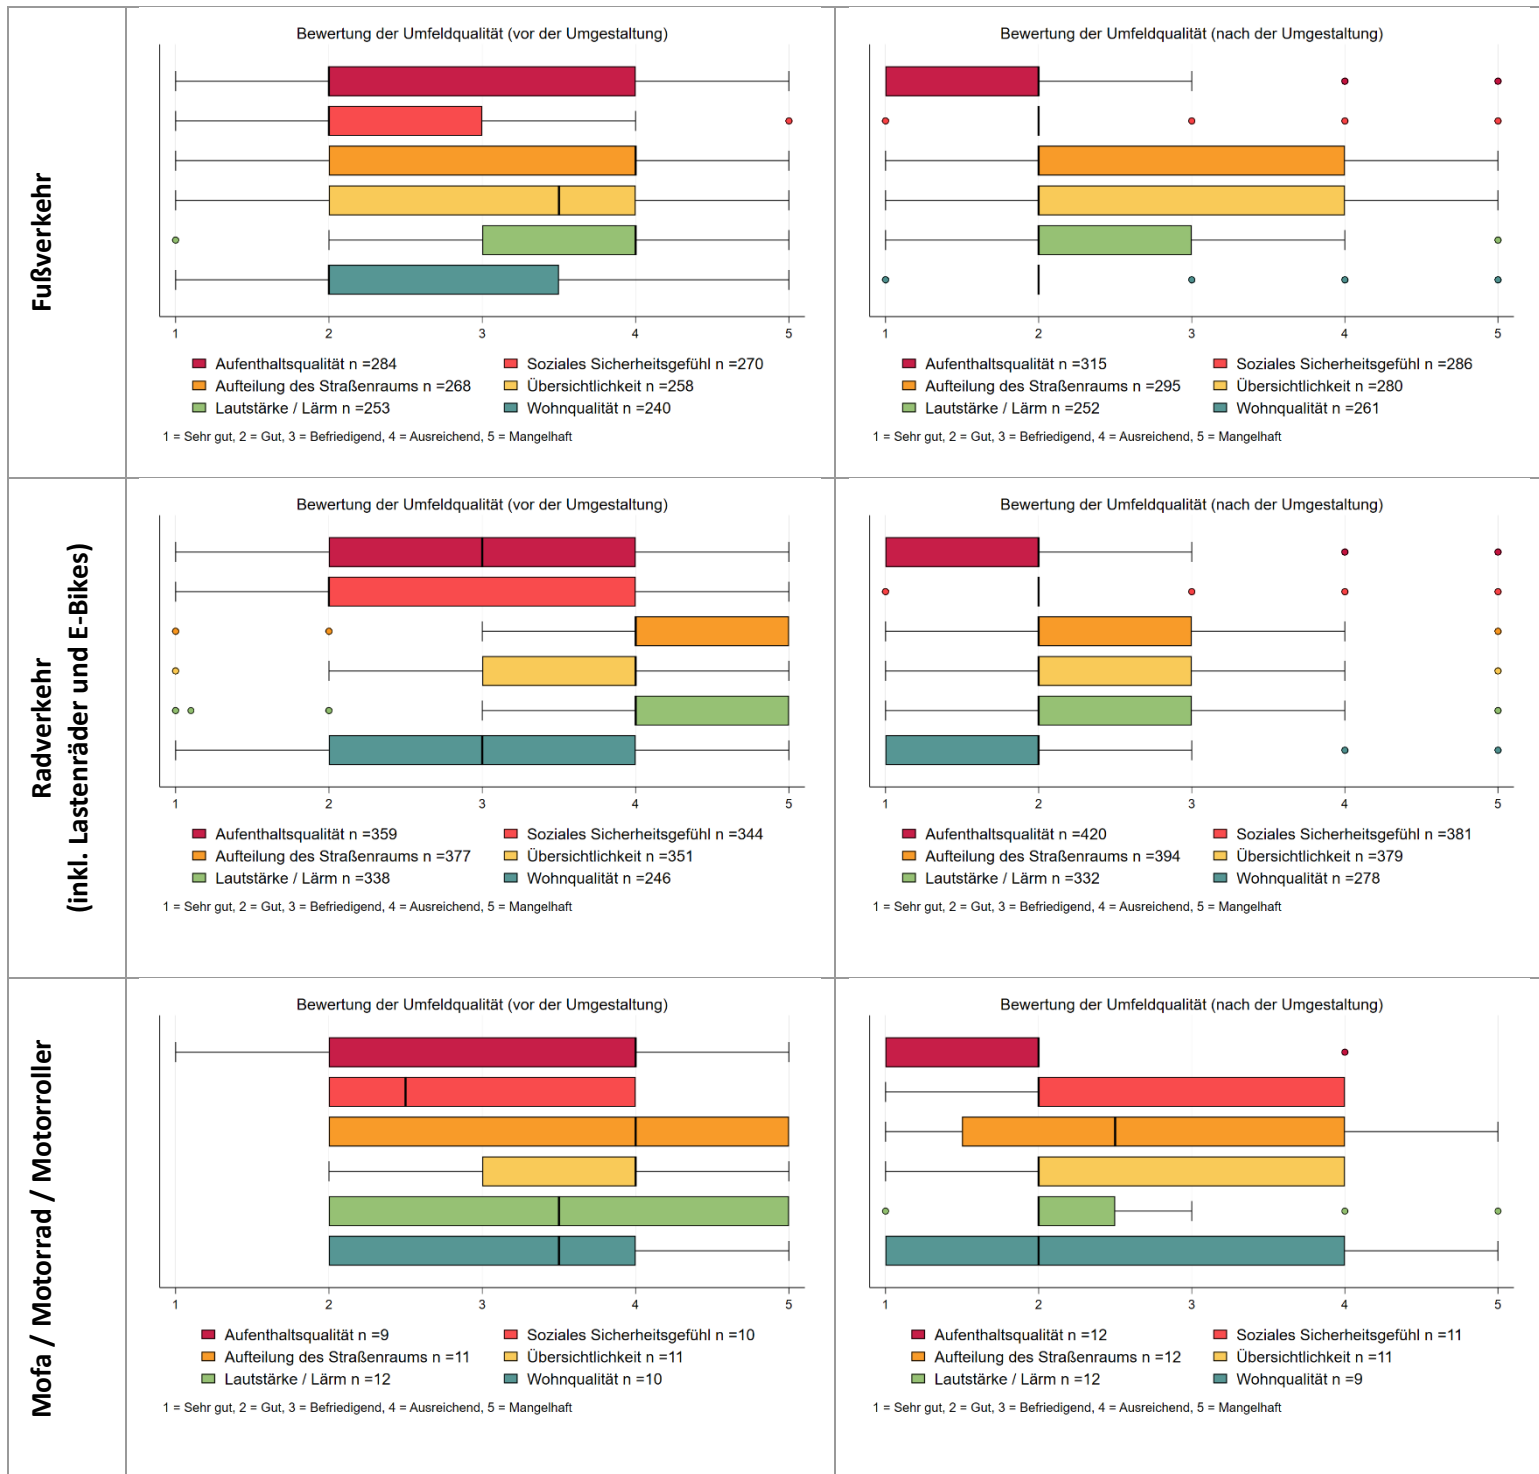 Fußverkehr
Bewertung der Umfeldqualität (vor der Umgestaltung)
1 2 3 4 5
Aufenthaltsqualität n =284 Soziales Sicherheitsgefühl n =270
Aufteilung des Straßenraums n =268 Übersichtlichkeit n =258
Lautstärke / Lärm n =253 Wohnqualität n =240
1 = Sehr gut, 2 = Gut, 3 = Befriedigend, 4 = Ausreichend, 5 = Mangelhaft
Bewertung der Umfeldqualität (nach der Umgestaltung)
1 2 3 4 5
Aufenthaltsqualität n =315 Soziales Sicherheitsgefühl n =286
Aufteilung des Straßenraums n =295 Übersichtlichkeit n =280
Lautstärke / Lärm n =252 Wohnqualität n =261
1 = Sehr gut, 2 = Gut, 3 = Befriedigend, 4 = Ausreichend, 5 = Mangelhaft
Radverkehr
(inkl. Lastenräder und E-Bikes)
Bewertung der Umfeldqualität (vor der Umgestaltung)
1 2 3 4 5
Aufenthaltsqualität n =359 Soziales Sicherheitsgefühl n =344
Aufteilung des Straßenraums n =377 Übersichtlichkeit n =351
Lautstärke / Lärm n =338 Wohnqualität n =246
1 = Sehr gut, 2 = Gut, 3 = Befriedigend, 4 = Ausreichend, 5 = Mangelhaft
Bewertung der Umfeldqualität (nach der Umgestaltung)
1 2 3 4 5
Aufenthaltsqualität n =420 Soziales Sicherheitsgefühl n =381
Aufteilung des Straßenraums n =394 Übersichtlichkeit n =379
Lautstärke / Lärm n =332 Wohnqualität n =278
1 = Sehr gut, 2 = Gut, 3 = Befriedigend, 4 = Ausreichend, 5 = Mangelhaft
Mofa / Motorrad / Motorroller
Bewertung der Umfeldqualität (vor der Umgestaltung)
1 2 3 4 5
Aufenthaltsqualität n =9 Soziales Sicherheitsgefühl n =10
Aufteilung des Straßenraums n =11 Übersichtlichkeit n =11
Lautstärke / Lärm n =12 Wohnqualität n =10
1 = Sehr gut, 2 = Gut, 3 = Befriedigend, 4 = Ausreichend, 5 = Mangelhaft
Bewertung der Umfeldqualität (nach der Umgestaltung)
1 2 3 4 5
Aufenthaltsqualität n =12 Soziales Sicherheitsgefühl n =11
Aufteilung des Straßenraums n =12 Übersichtlichkeit n =11
Lautstärke / Lärm n =12 Wohnqualität n =9
1 = Sehr gut, 2 = Gut, 3 = Befriedigend, 4 = Ausreichend, 5 = Mangelhaft